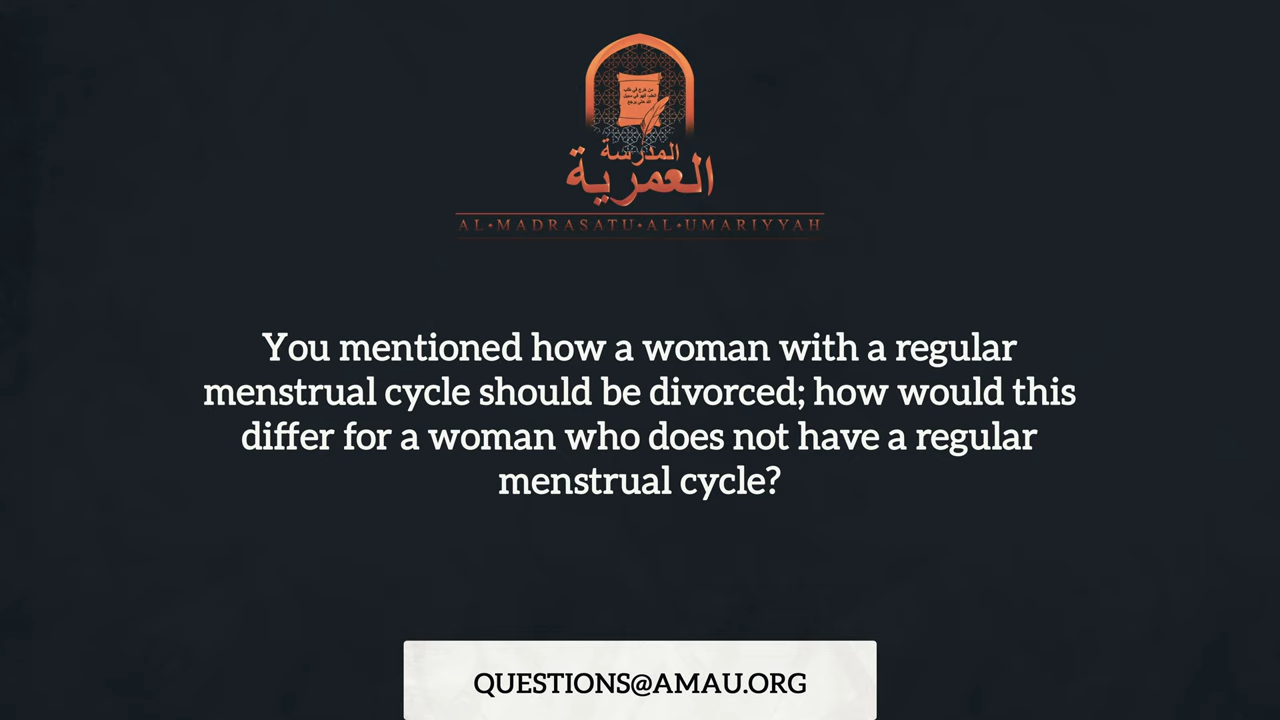 المدرسة
العمرية
AL•MADRASATU•AL•UMARIYYAH
You mentioned how a woman with a regular
menstrual cycle should be divorced; how would this
differ for a woman who does not have a regular
menstrual cycle?
QUESTIONS@AMAU.ORG